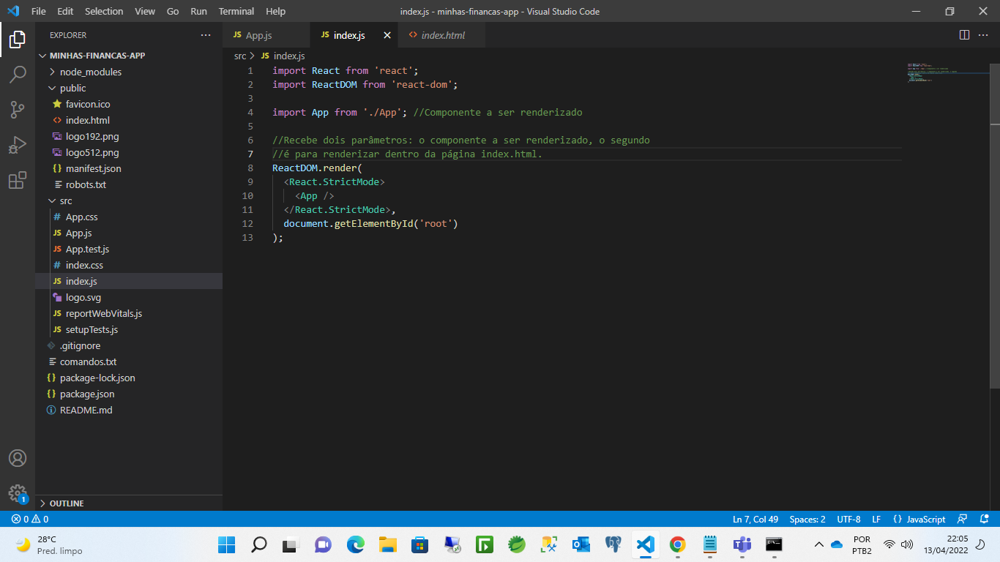 File Edit Selection View Go Run Terminal Help index.js - minhas-financas-app - Visual Studio Code
EXPLORER
MINHAS-FINANCAS-APP
node_modules
public
favicon.ico
index.html
logo192.png
logo512.png
manifest.json
robots.txt
src
App.css
App.js
App.test.js
index.css
index.js
logo.svg
reportWebVitals.js
setupTests.js
.gitignore
comandos.txt
package-lock.json
package.json
README.md
OUTLINE
JS App.js JS index.js index.html
src > JS index.js
1 import React from 'react';
2 import ReactDOM from 'react-dom';
3
4 import App from './App'; //Componente a ser renderizado
5
6 //Recebe dois parâmetros: o componente a ser renderizado, o segundo
7 //é para renderizar dentro da página index.html.
8 ReactDOM.render(
9 <React.StrictMode>
10 <App />
11 </React.StrictMode>,
12 document.getElementById('root')
13 );
0 0 Ln 7, Col 49 Spaces: 2 UTF-8 LF {} JavaScript
28°C
Pred. limpo
POR
PTB2
22:05
13/04/2022